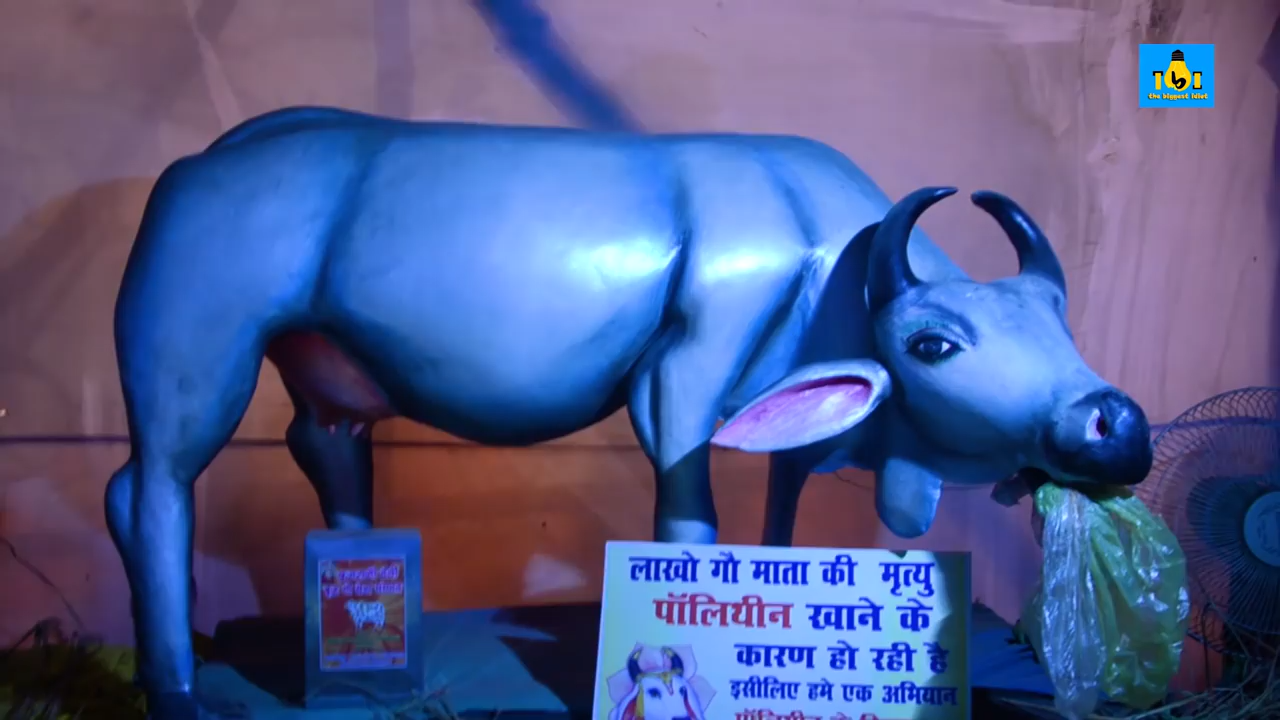 the biggest idiot
लाखो गौ माता की मृत्यु
पॉलिथीन खाने के
कारण हो रही है
इसीलिए हमे एक अभियान